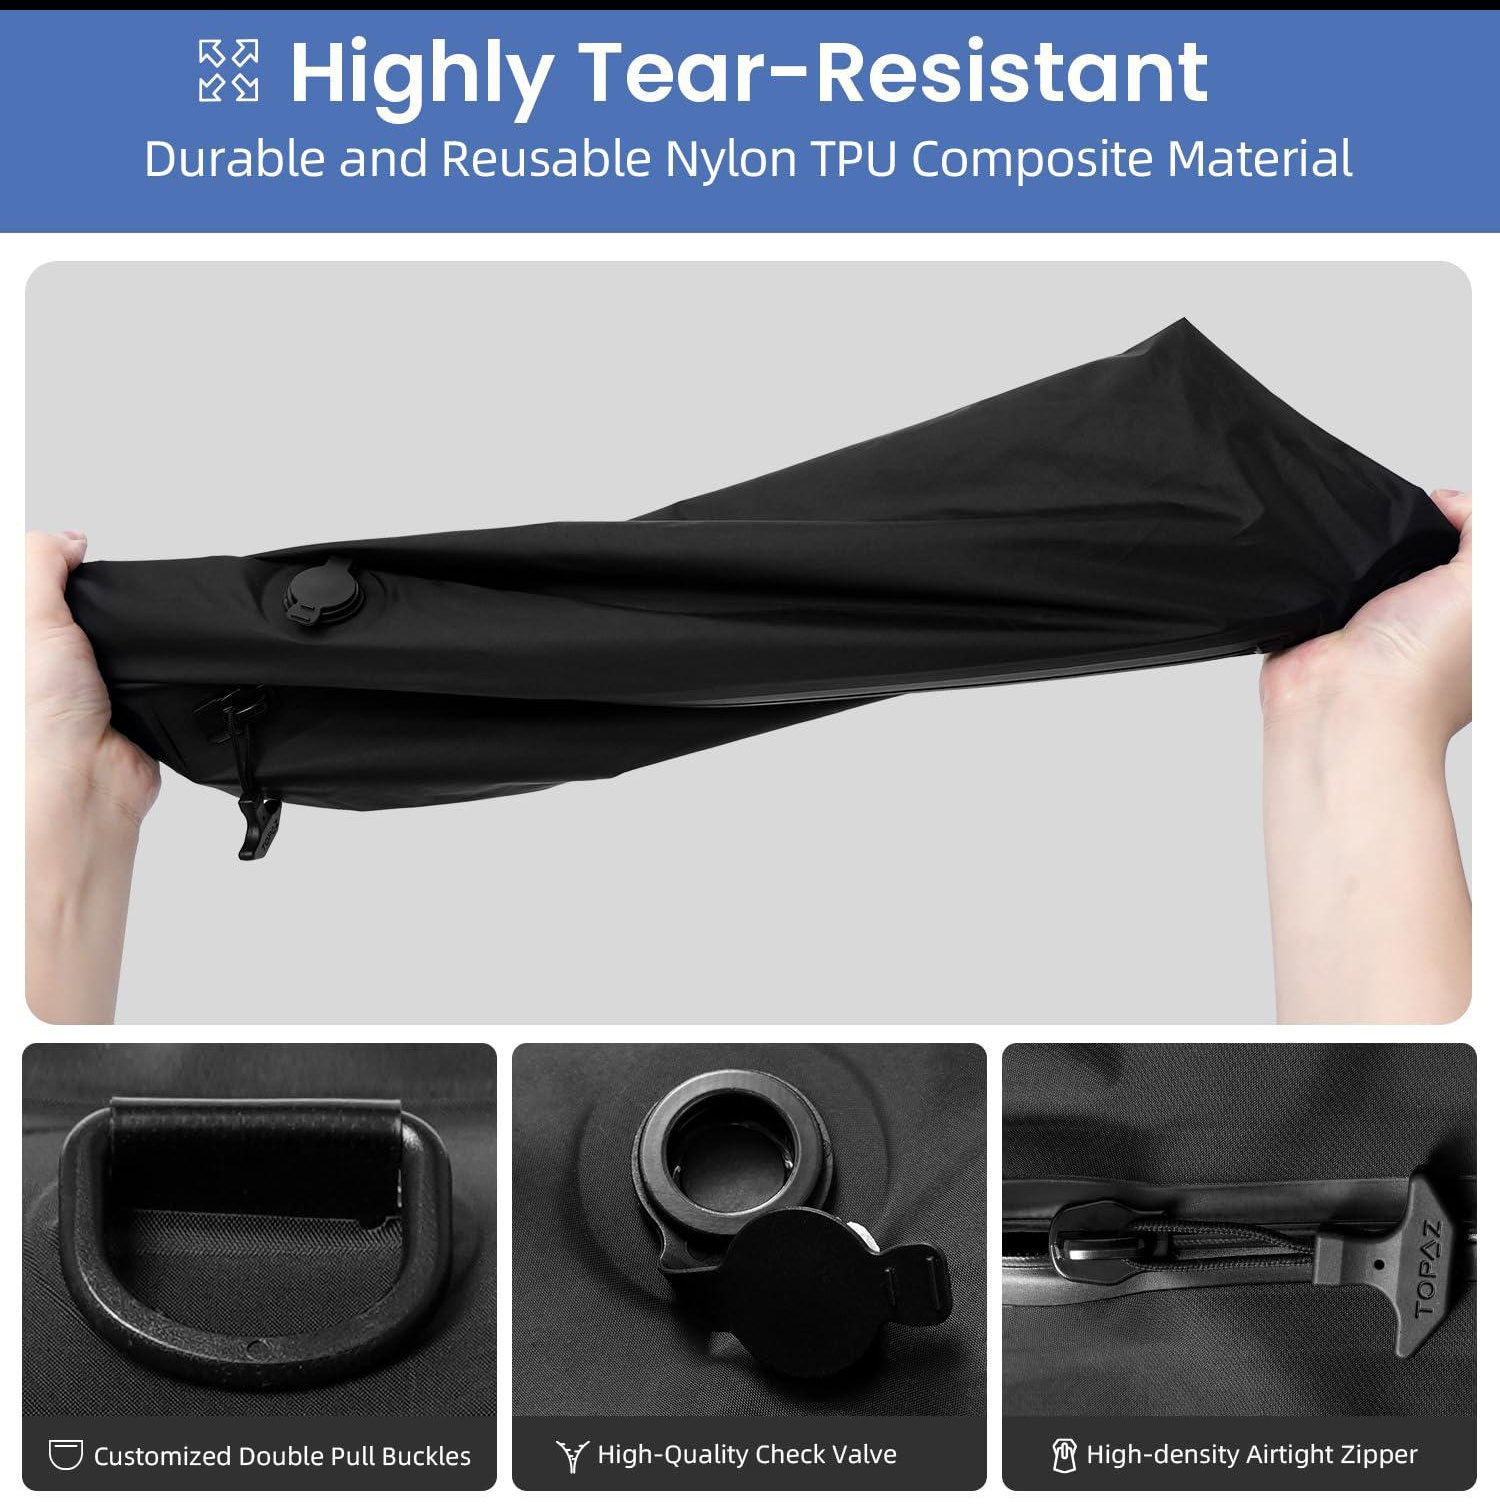 Highly Tear-Resistant
Durable and Reusable Nylon TPU Composite Material
TOPAZ
Customized Double Pull Buckles
High-Quality Check Valve
High-density Airtight Zipper